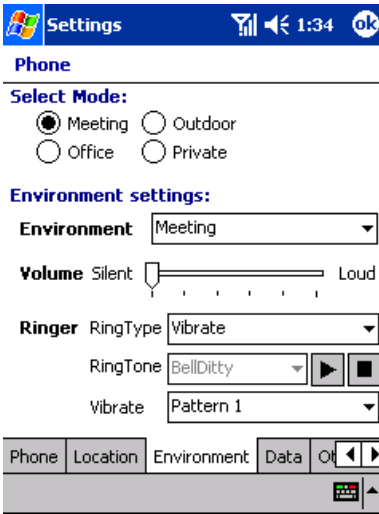 Settings 1:34 ok
Phone
Select Mode:
Meeting Outdoor
Office Private
Environment settings:
Environment Meeting
Volume Silent Loud
Ringer RingType Vibrate
RingTone BellDitty
Vibrate Pattern 1
Phone Location Environment Data Ot